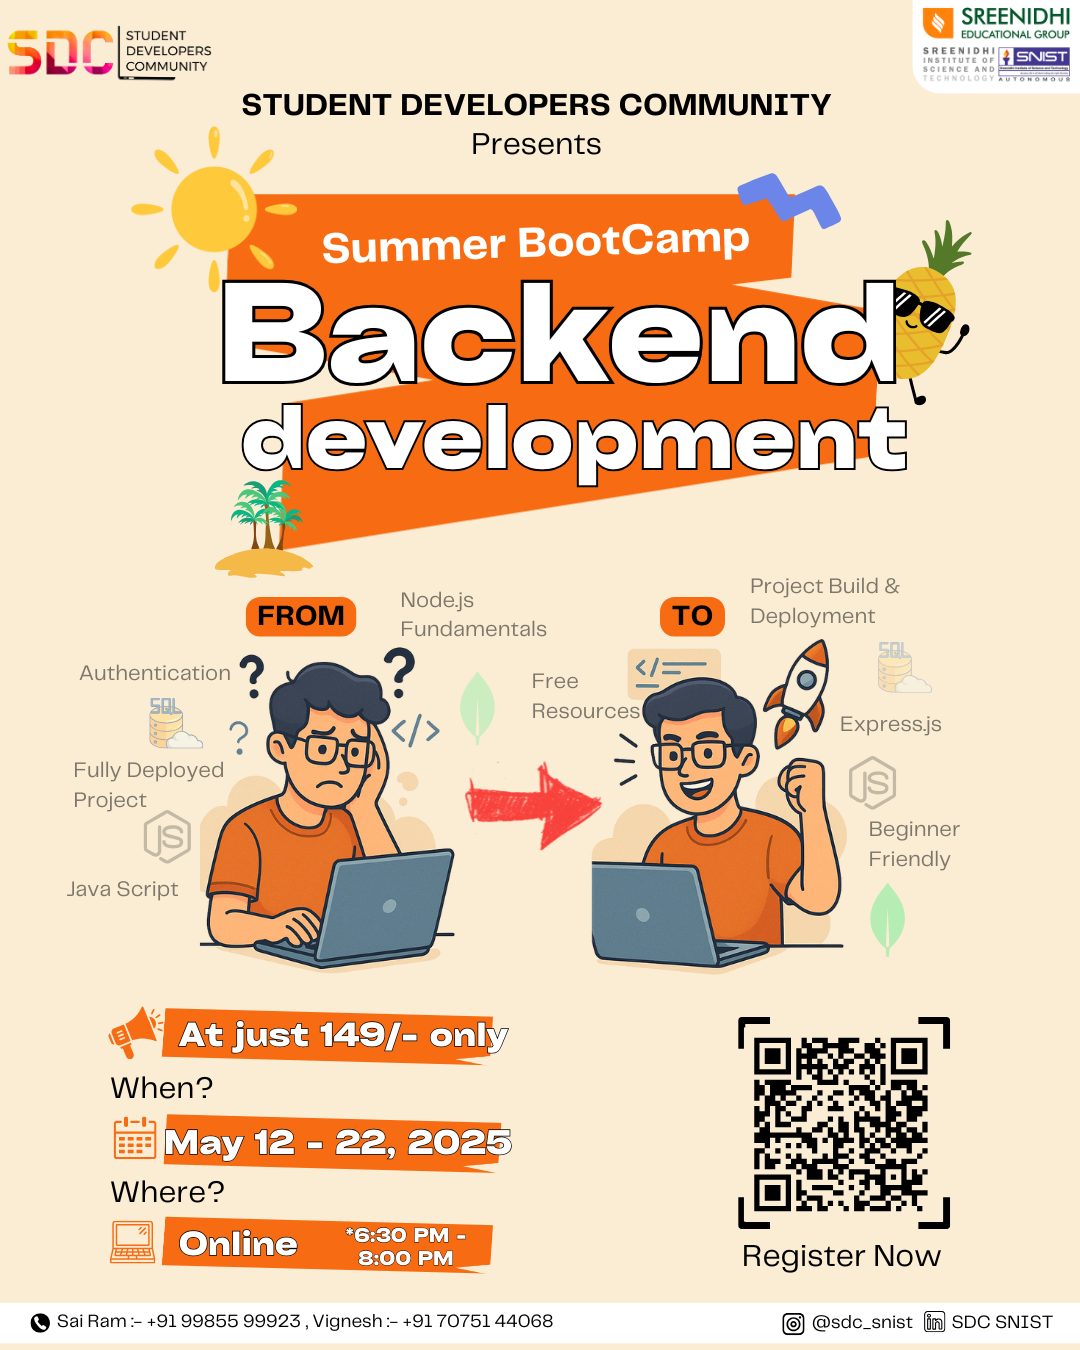 SDC
STUDENT
DEVELOPERS
COMMUNITY
SREENIDHI
EDUCATIONAL GROUP
SREENIDHI
INSTITUTE OF
SCIENCE AND
TECHNOLOGY
SNIST
AUTONOMOUS
STUDENT DEVELOPERS COMMUNITY
Presents
Summer BootCamp
Backend
development
FROM
Node.js
Fundamentals
Authentication
SQL
Fully Deployed
Project
JS
Java Script
? ? ?
</>
TO
Project Build &
Deployment
</>
SQL
Free
Resources
Express.js
JS
Beginner
Friendly
At just 149/- only
When?
May 12 - 22, 2025
Where?
Online
*6:30 PM -
8:00 PM
Register Now
Sai Ram :- +91 99855 99923 , Vignesh :- +91 70751 44068
@sdc_snist
in SDC SNIST